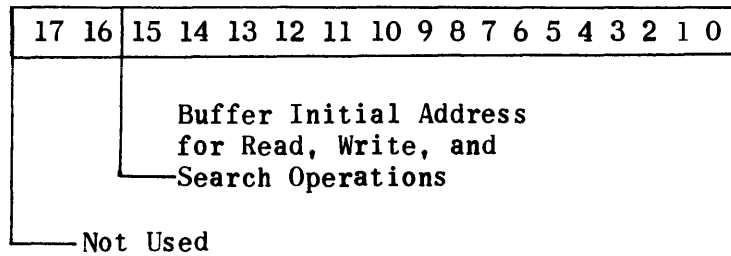 17 16 15 14 13 12 11 10 9 8 7 6 5 4 3 2 1 0
Buffer Initial Address
for Read, Write, and
Search Operations
Not Used